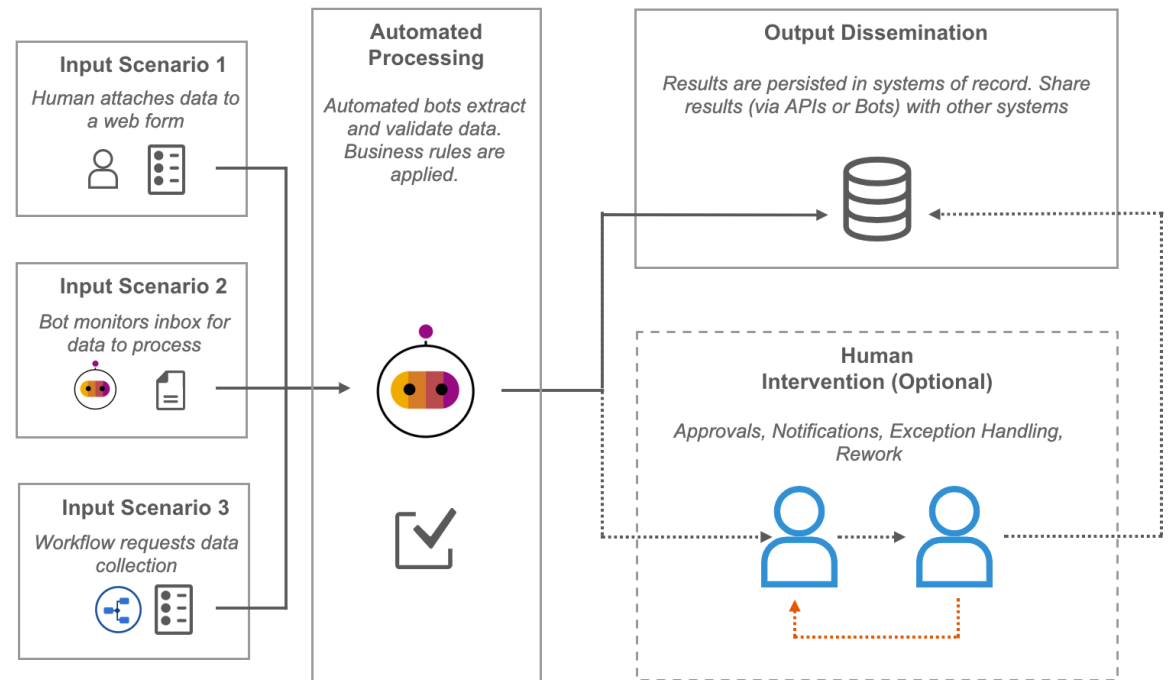 Input Scenario 1
Human attaches data to
a web form
Input Scenario 2
Bot monitors inbox for
data to process
Input Scenario 3
Workflow requests data
collection
Automated
Processing
Automated bots extract
and validate data.
Business rules are
applied.
Output Dissemination
Results are persisted in systems of record. Share
results (via APIs or Bots) with other systems
Human
Intervention (Optional)
Approvals, Notifications, Exception Handling,
Rework